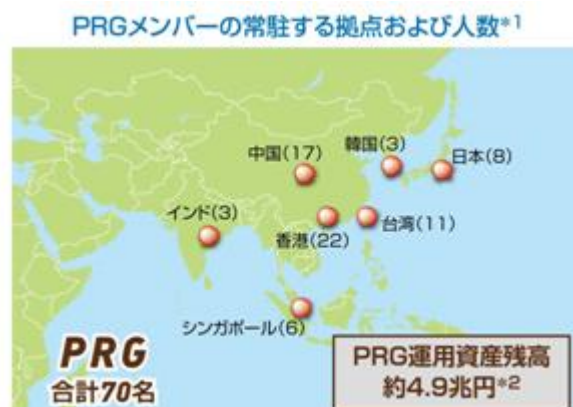 PRGメンバーの常駐する拠点および人数*1
中国(17)
韓国(3)
日本(8)
インド(3)
香港(22)
台湾(11)
シンガポール(6)
PRG
合計70名
PRG運用資産残高
約4.9兆円*2